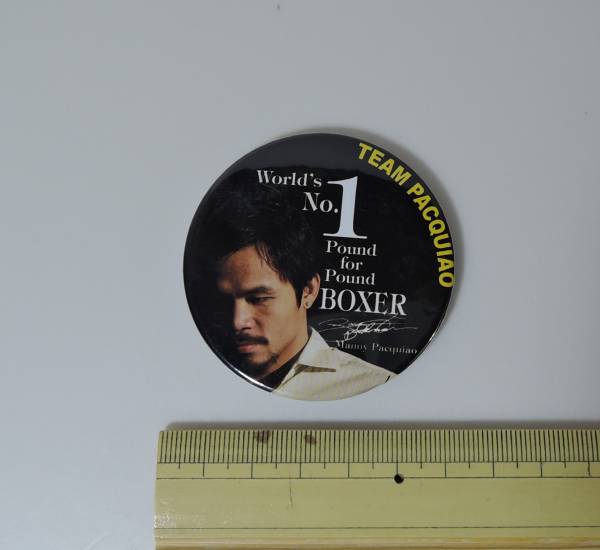 TEAM PACQUIAO
World's
No. 1
Pound
for
Pound
BOXER
Manny Pacquiao